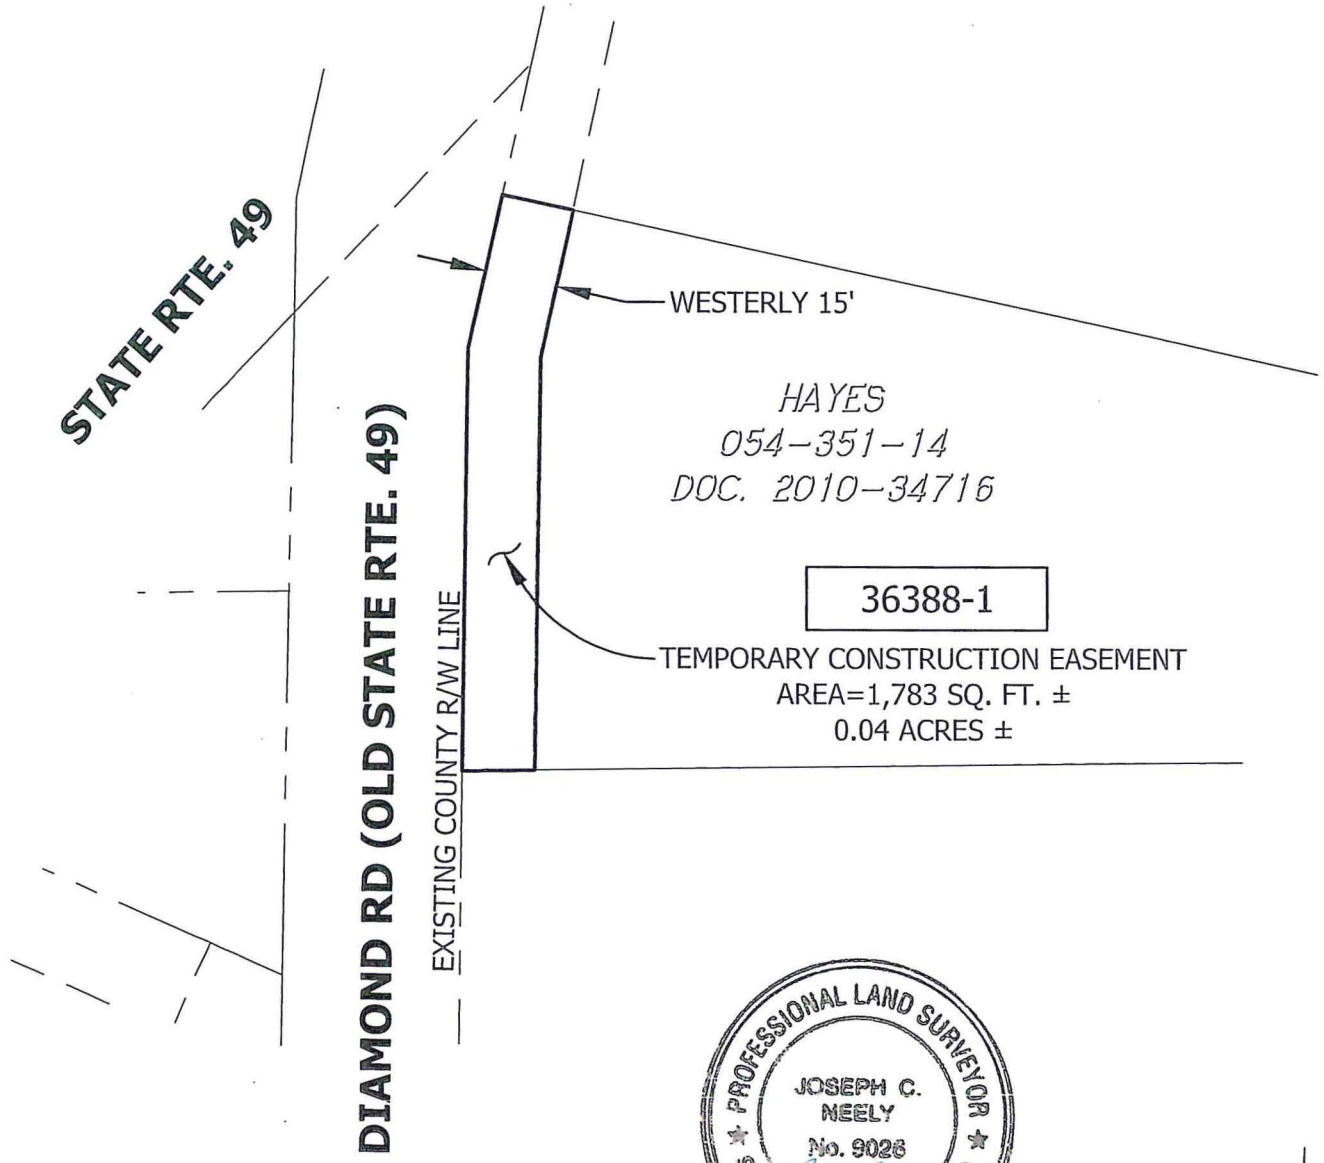 STATE RTE. 49
WESTERLY 15'
HAYES
054-351-14
DOC. 2010-34716
DIAMOND RD (OLD STATE RTE. 49)
EXISTING COUNTY R/W LINE
36388-1
TEMPORARY CONSTRUCTION EASEMENT
AREA=1,783 SQ. FT. ±
0.04 ACRES ±
PROFESSIONAL LAND SURVEYOR
JOSEPH C.
NEELY
No. 9026